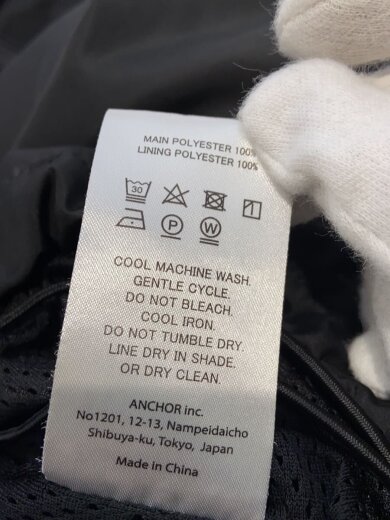 MAIN POLYESTER 100%
LINING POLYESTER 100%
30
P W
COOL MACHINE WASH.
GENTLE CYCLE.
DO NOT BLEACH.
COOL IRON.
DO NOT TUMBLE DRY.
LINE DRY IN SHADE.
OR DRY CLEAN.
ANCHOR inc.
No1201, 12-13, Nampeidaicho
Shibuya-ku, Tokyo, Japan
Made in China